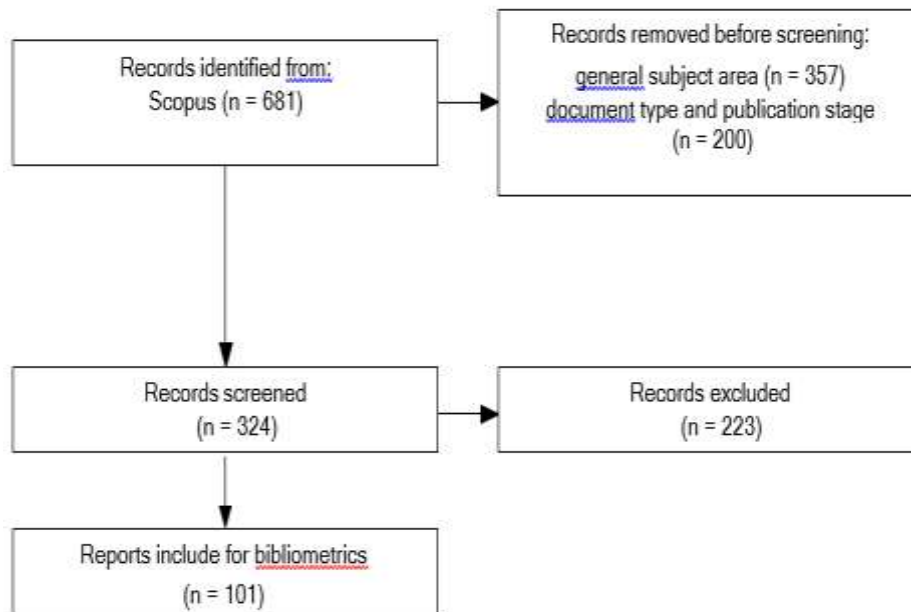 Records identified from:
Scopus (n = 681)
Records removed before screening:
general subject area (n = 357)
document type and publication stage
(n = 200)
Records screened
(n = 324)
Records excluded
(n = 223)
Reports include for bibliometrics
(n = 101)